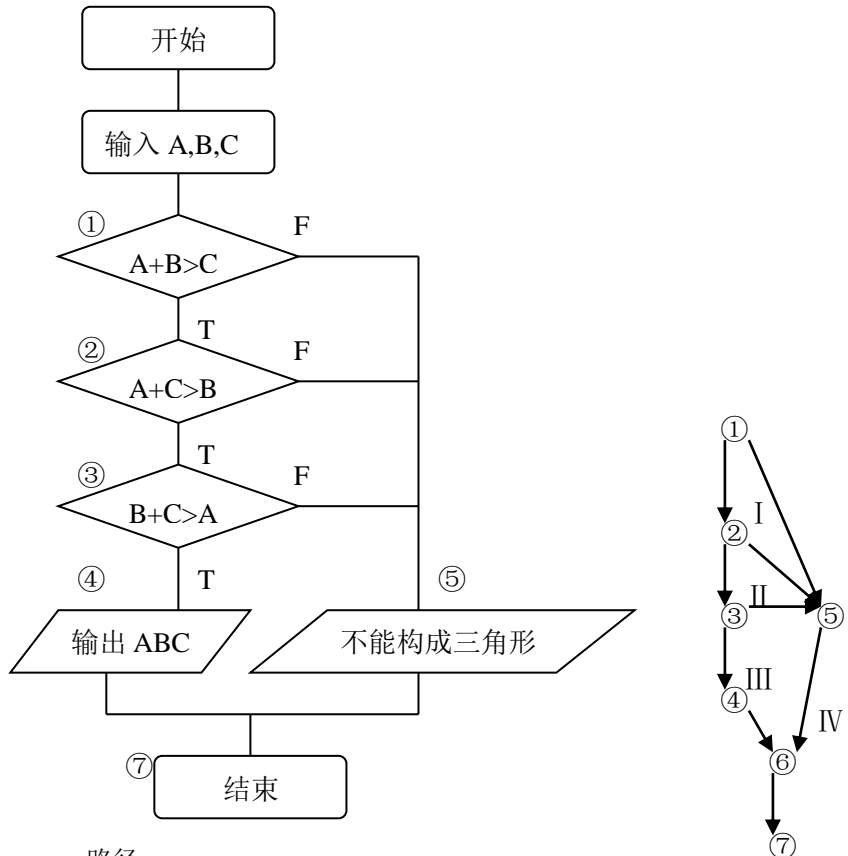 开始
输入 A,B,C
① F
A+B>C
T
② F
A+C>B
T
③ F
B+C>A
④ T ⑤
输出 ABC 不能构成三角形
⑦
结束
①
Ⅰ
②
Ⅱ
③ ⑤
Ⅲ
④
Ⅳ
⑥
⑦